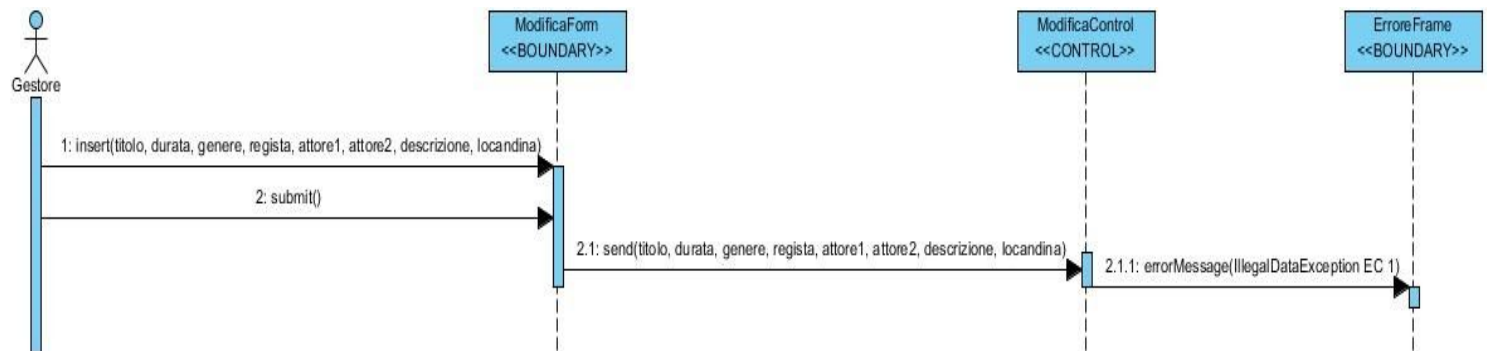 Gestore
ModificaForm
<<BOUNDARY>>
ModificaControl
<<CONTROL>>
ErroreFrame
<<BOUNDARY>>
1: insert(titolo, durata, genere, regista, attore1, attore2, descrizione, locandina)
2: submit()
2.1: send(titolo, durata, genere, regista, attore1, attore2, descrizione, locandina)
2.1.1: errorMessage(IllegalDataException EC 1)